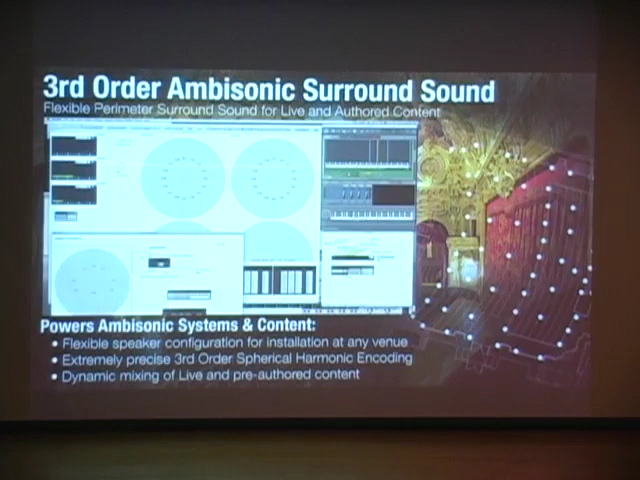 3rd Order Ambisonic Surround Sound
Flexible Perimeter Surround Sound for Live and Authored Content
Powers Ambisonic Systems & Content:
• Flexible speaker configuration for installation at any venue
• Extremely precise 3rd Order Spherical Harmonic Encoding
• Dynamic mixing of Live and pre-authored content